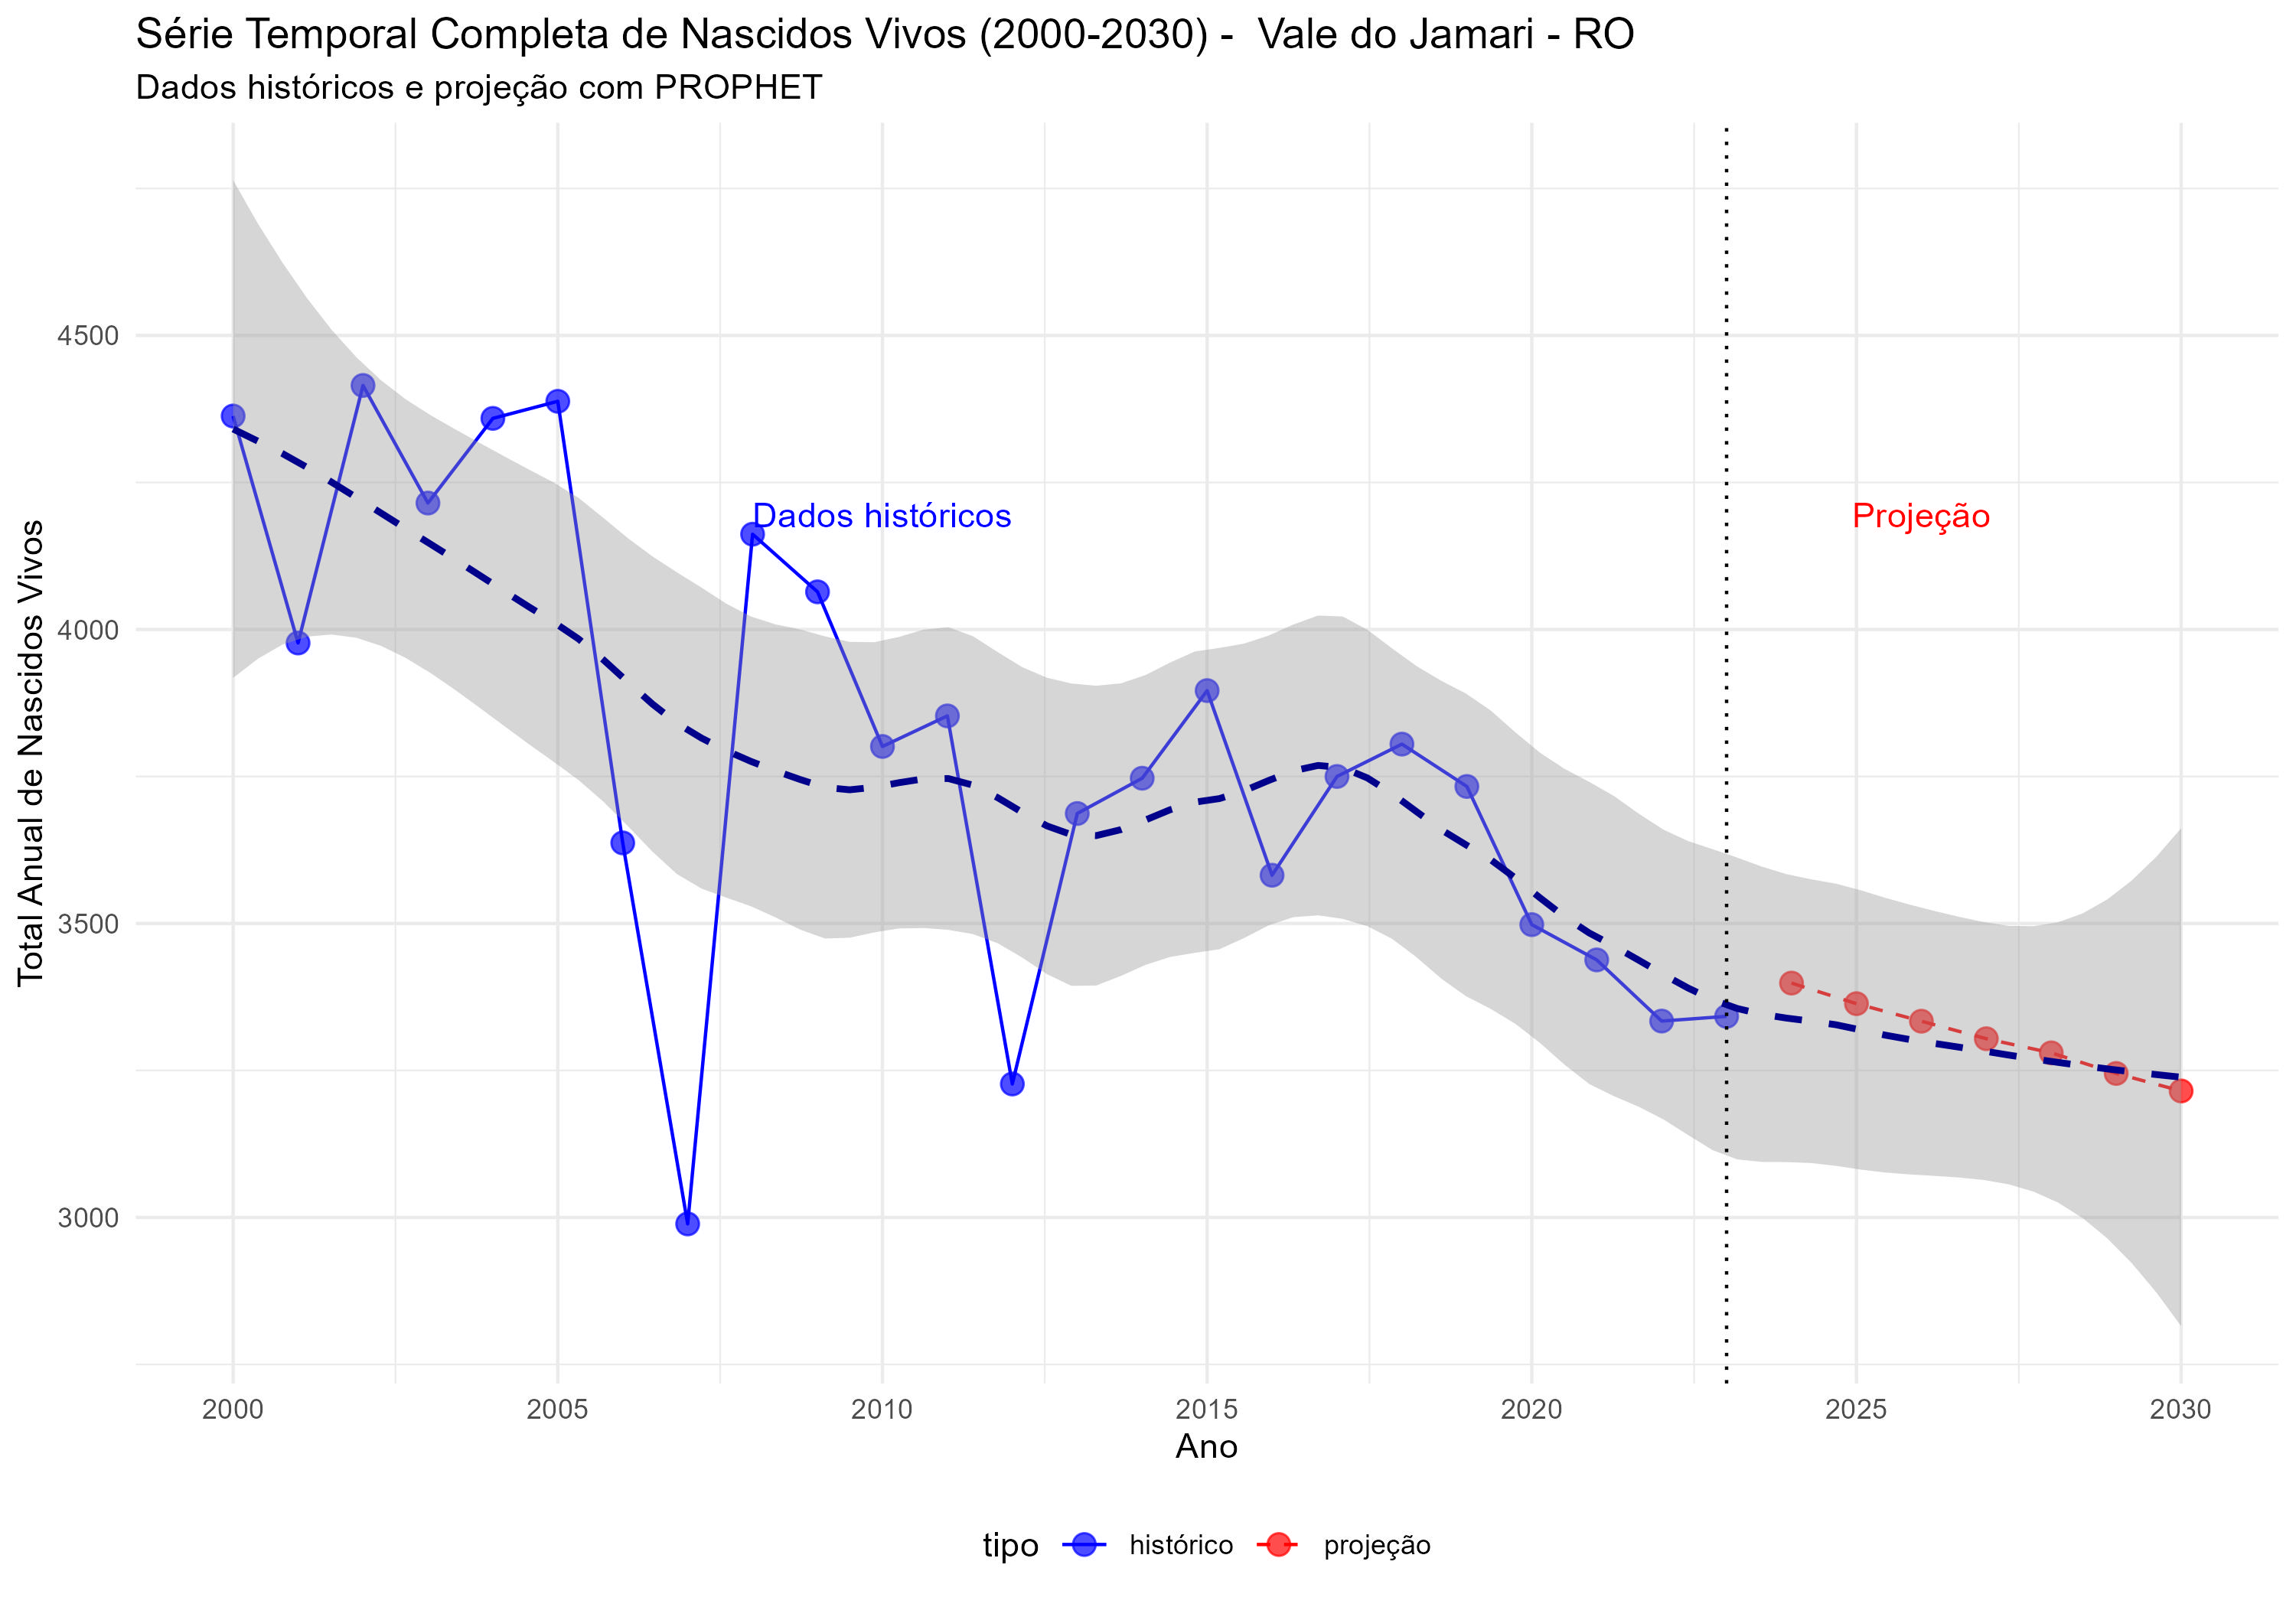 Série Temporal Completa de Nascidos Vivos (2000-2030) -  Vale do Jamari - RO
Dados históricos e projeção com PROPHET
Total Anual de Nascidos Vivos
4500
4000
3500
3000
Dados históricos
Projeção
2000 2005 2010 2015 2020 2025 2030
Ano
tipo histórico projeção